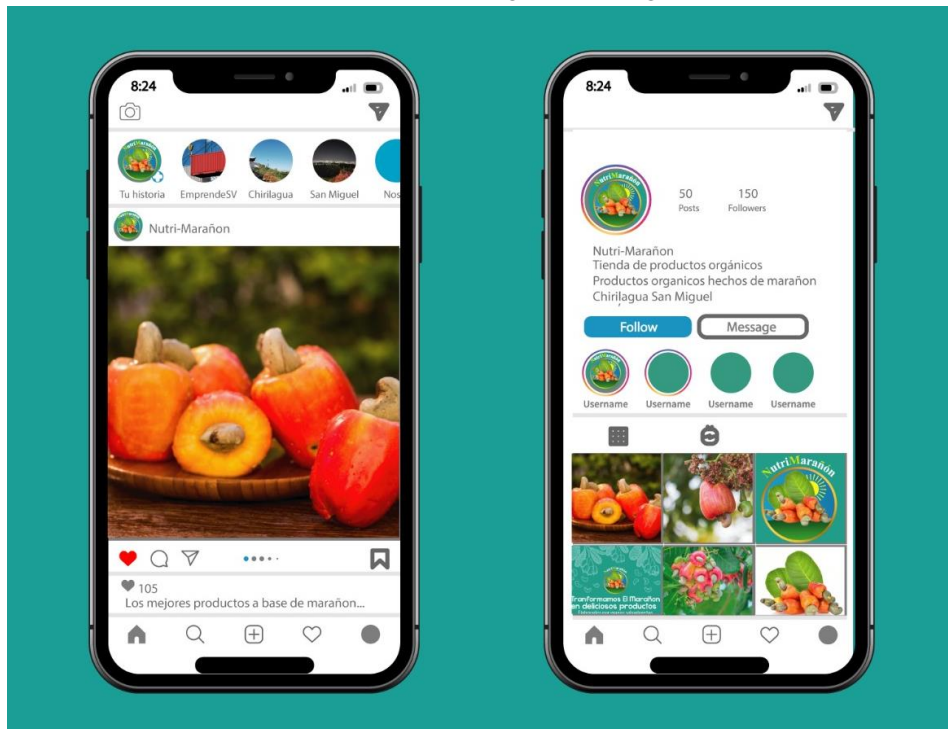 8:24
Tu historia
EmprendeSV
Chirilagua
San Miguel
Nos
Nutri-Marañon
105
Los mejores productos a base de marañon...
8:24
NutriMarañón
50
150
Posts
Followers
Nutri-Marañon
Tienda de productos orgánicos
Productos organicos hechos de marañon
Chirilagua San Miguel
Follow
Message
Username
Username
Username
Username
NutriMarañón
Tranformamos El Marañon
en deliciosos productos